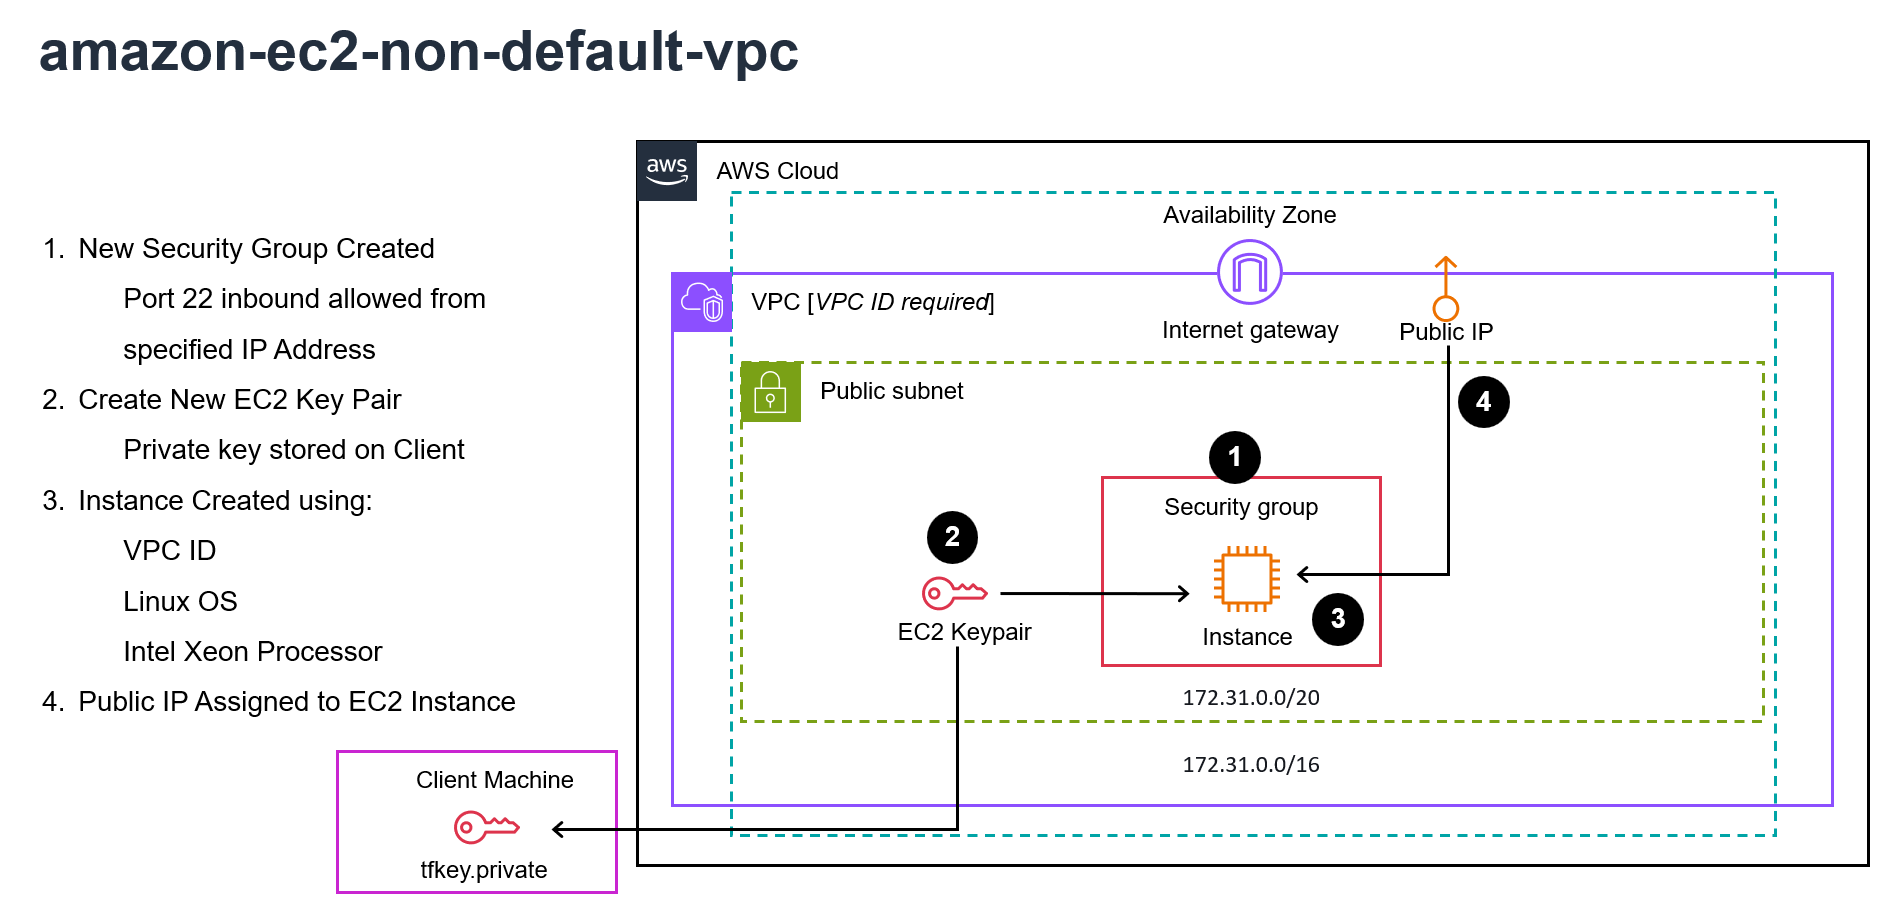 amazon-ec2-non-default-vpc
1. New Security Group Created
Port 22 inbound allowed from
specified IP Address
2. Create New EC2 Key Pair
Private key stored on Client
3. Instance Created using:
VPC ID
Linux OS
Intel Xeon Processor
4. Public IP Assigned to EC2 Instance
aws
AWS Cloud
Availability Zone
VPC [VPC ID required]
Internet gateway
Public IP
Public subnet
4
1
Security group
2
3
EC2 Keypair
Instance
172.31.0.0/20
172.31.0.0/16
Client Machine
tfkey.private